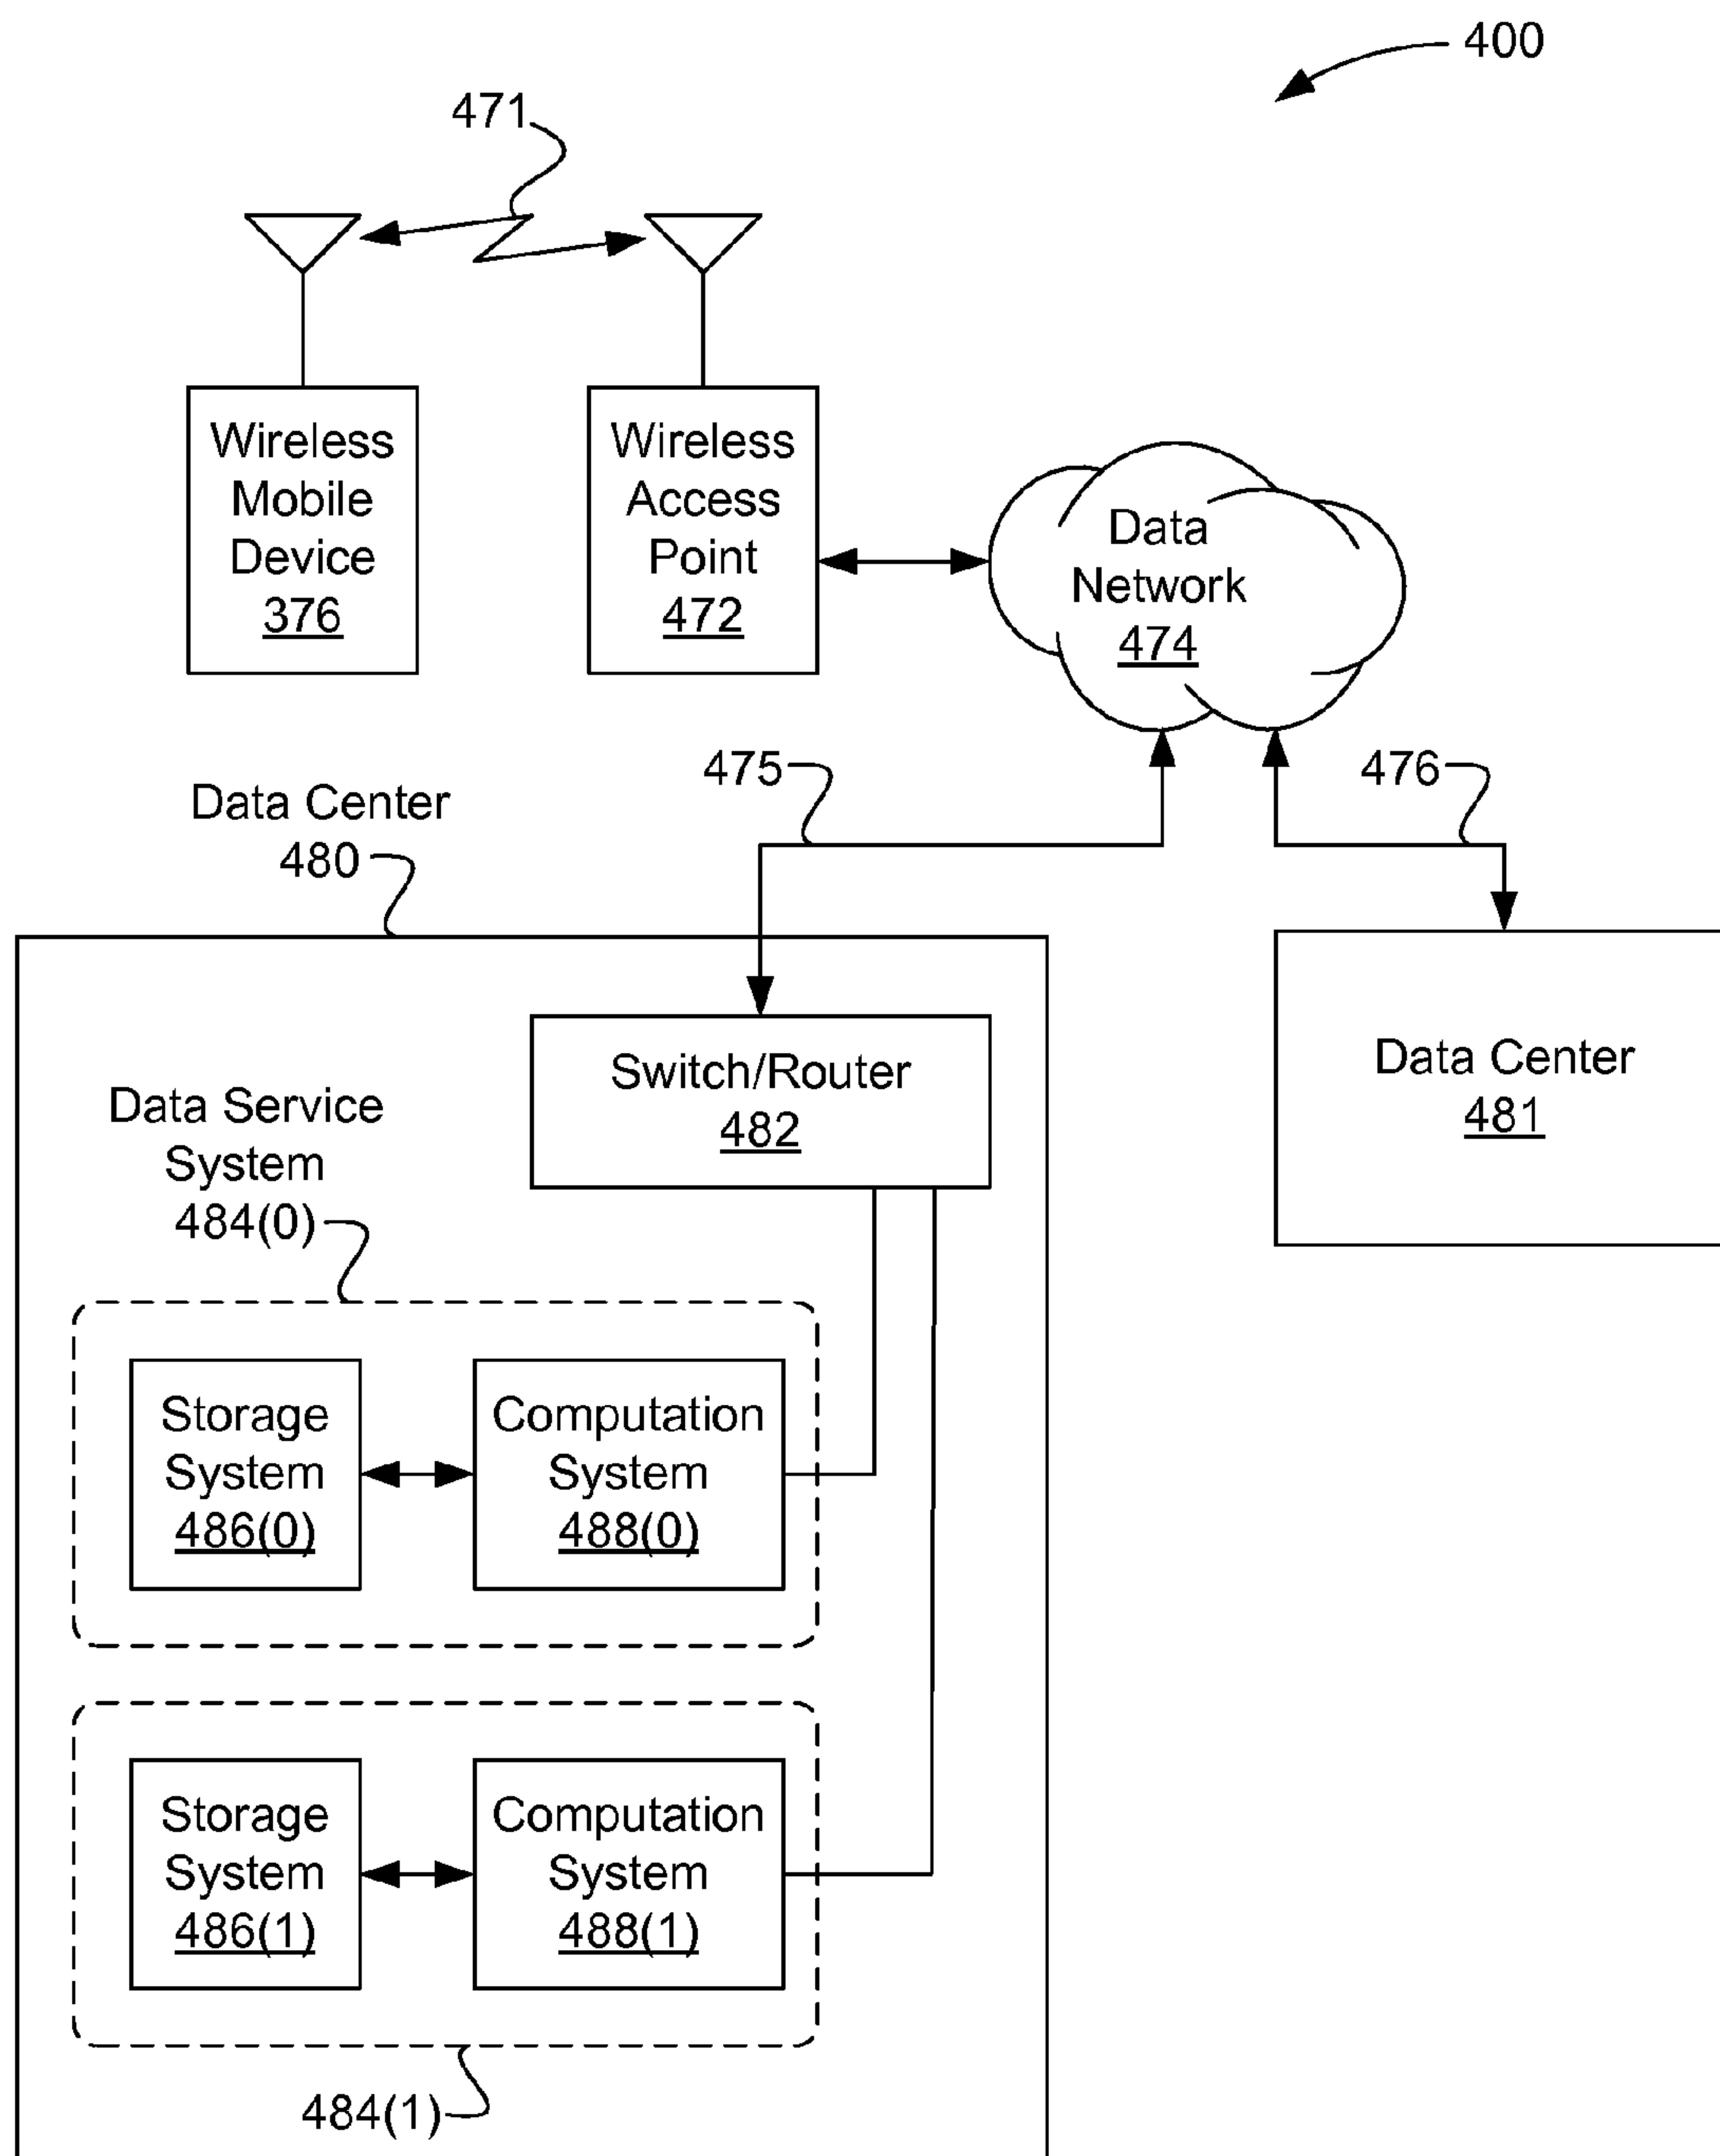 400
471
Wireless
Mobile
Device
376
Wireless
Access
Point
472
Data
Network
474
475
476
Data Center
480
Switch/Router
482
Data Center
481
Data Service
System
484(0)
Storage
System
486(0)
Computation
System
488(0)
Storage
System
486(1)
Computation
System
488(1)
484(1)